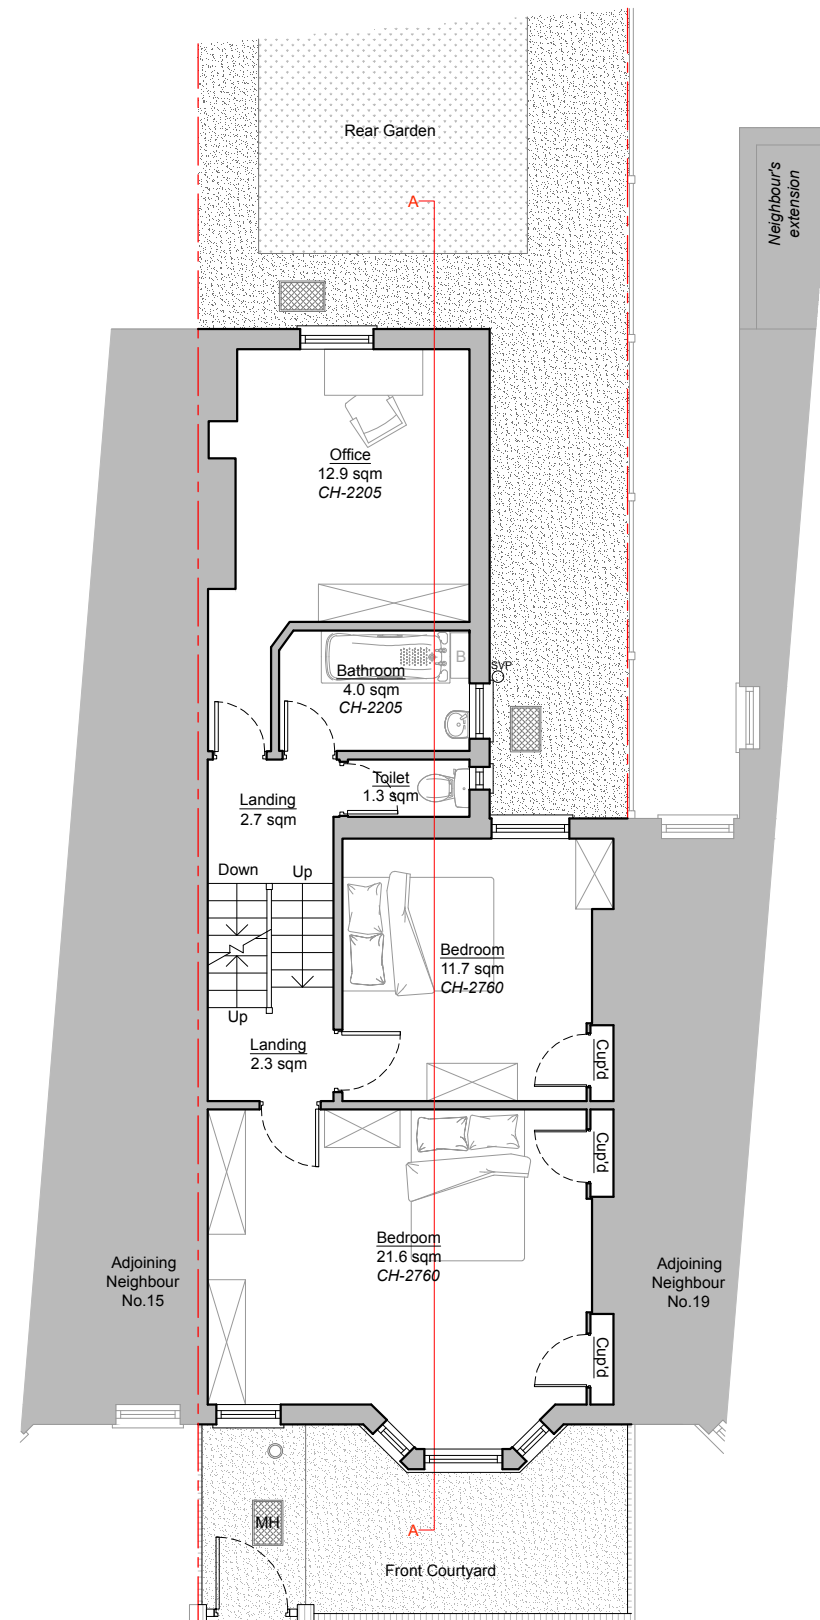 Rear Garden
Neighbour's
extension
A
Office
12.9 sqm
CH-2205
Bathroom
4.0 sqm
CH-2205
B
SVP
Toilet
1.3 sqm
Landing
2.7 sqm
Down
Up
Bedroom
11.7 sqm
CH-2760
Up
Landing
2.3 sqm
Cup'd
Cup'd
Bedroom
21.6 sqm
CH-2760
Adjoining
Neighbour
No.15
Adjoining
Neighbour
No.19
Cup'd
MH
A
Front Courtyard